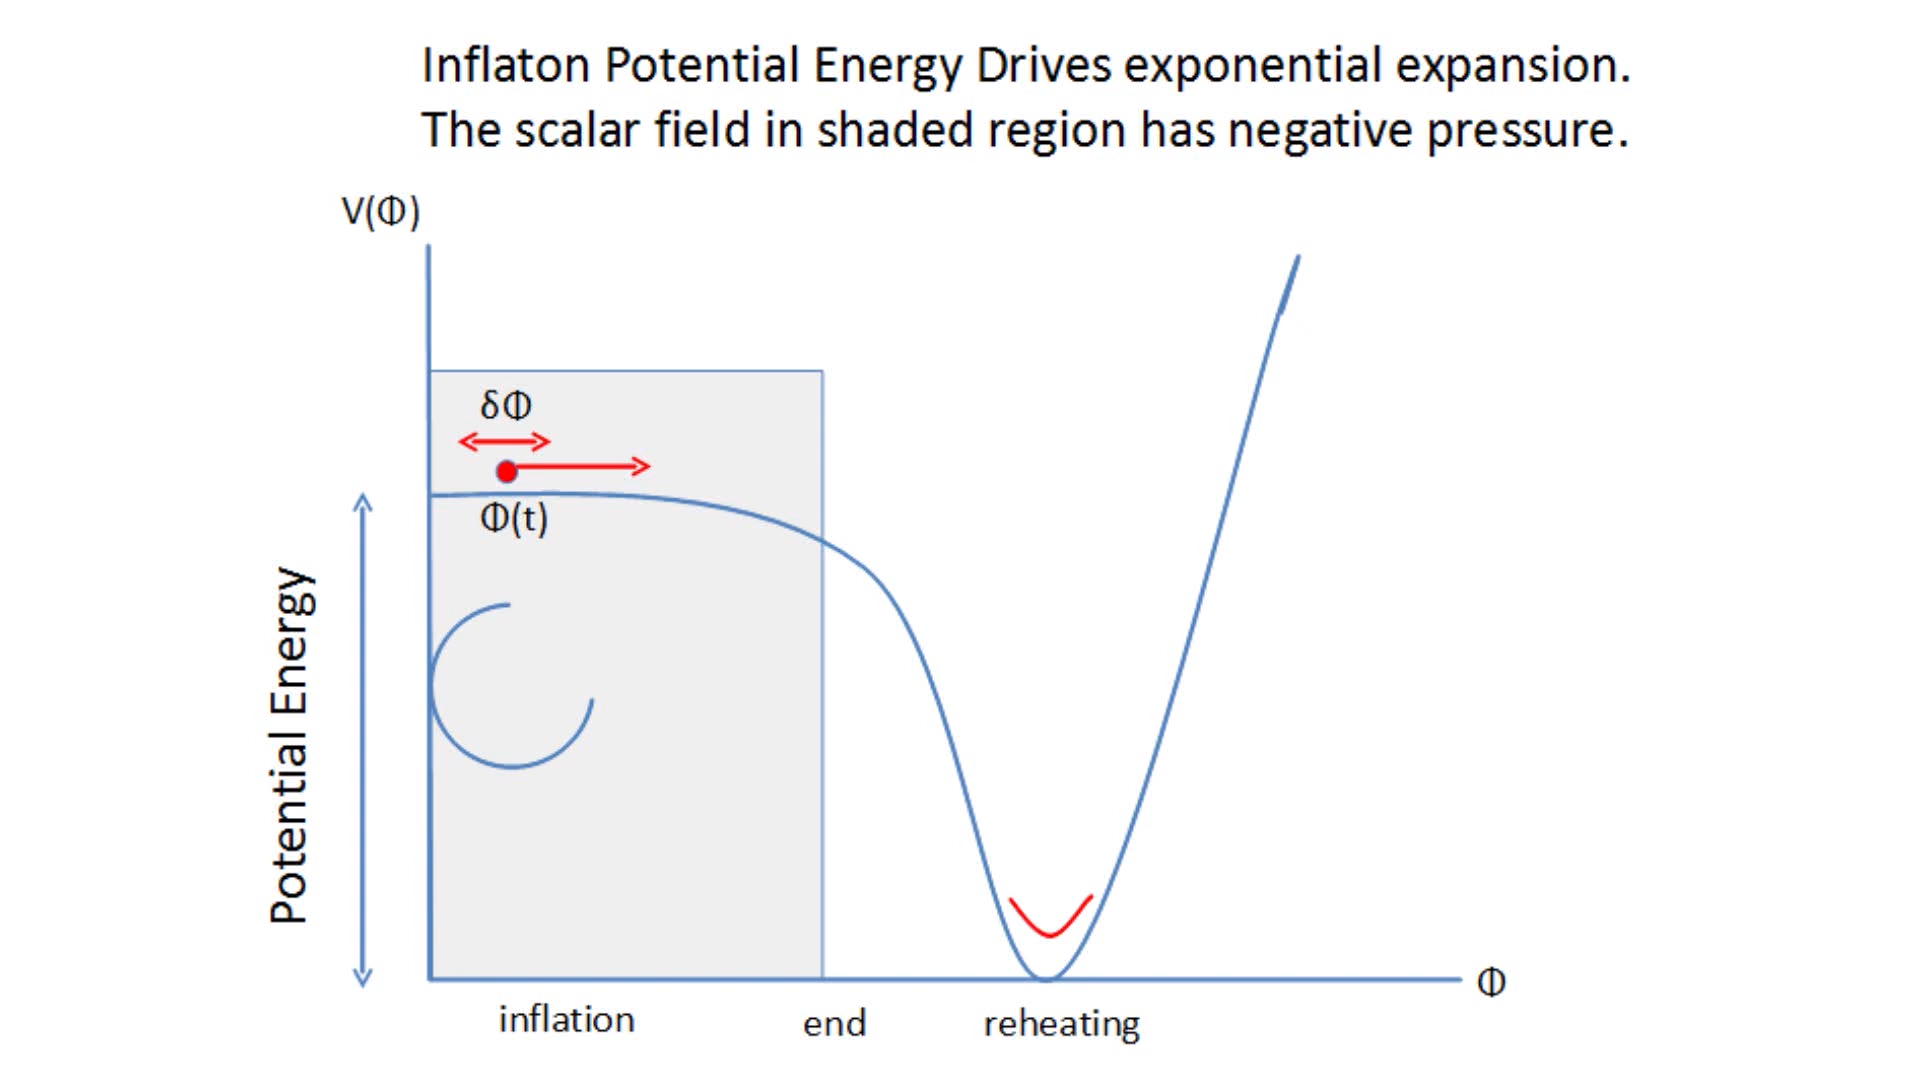 Inflaton Potential Energy Drives exponential expansion.
The scalar field in shaded region has negative pressure.
V(Φ)
δΦ
Φ(t)
Potential Energy
Φ
inflation
end
reheating